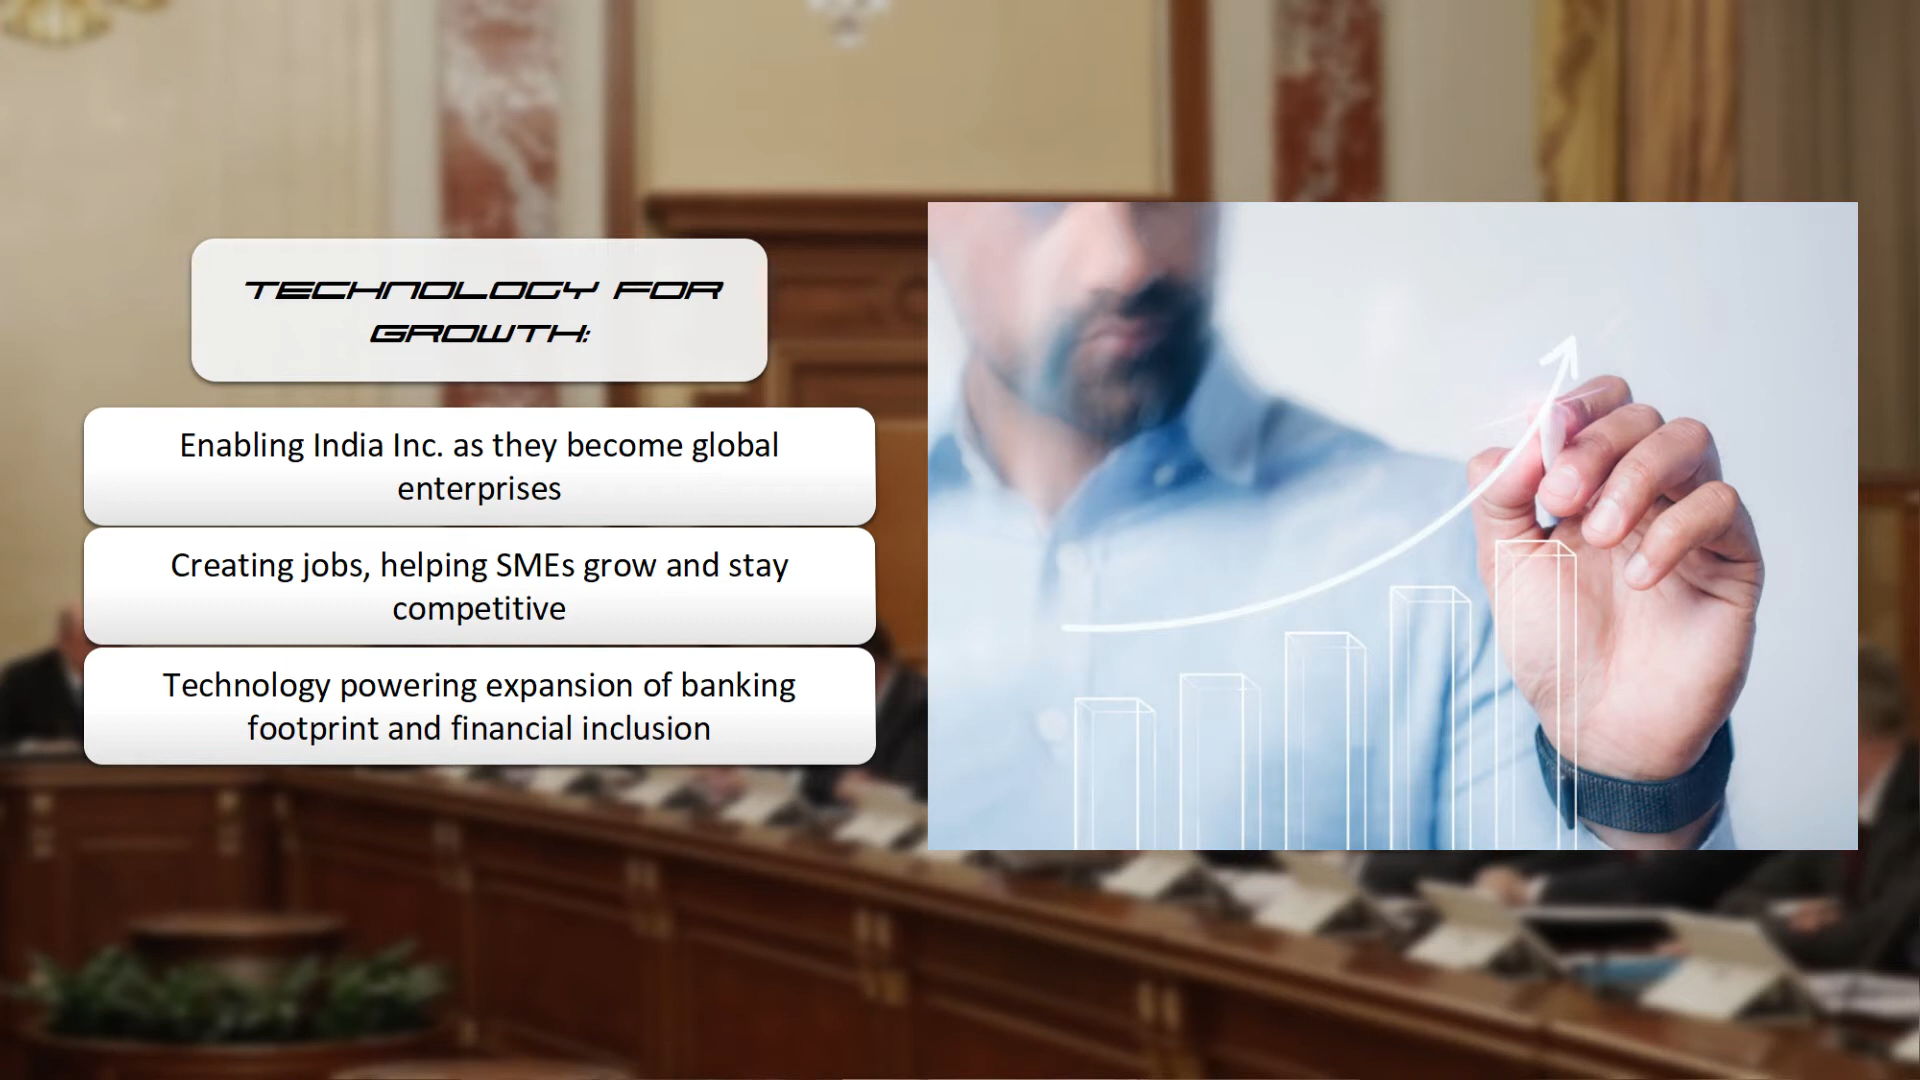 TECHNOLOGY FOR
GROWTH:
Enabling India Inc. as they become global
enterprises
Creating jobs, helping SMEs grow and stay
competitive
Technology powering expansion of banking
footprint and financial inclusion